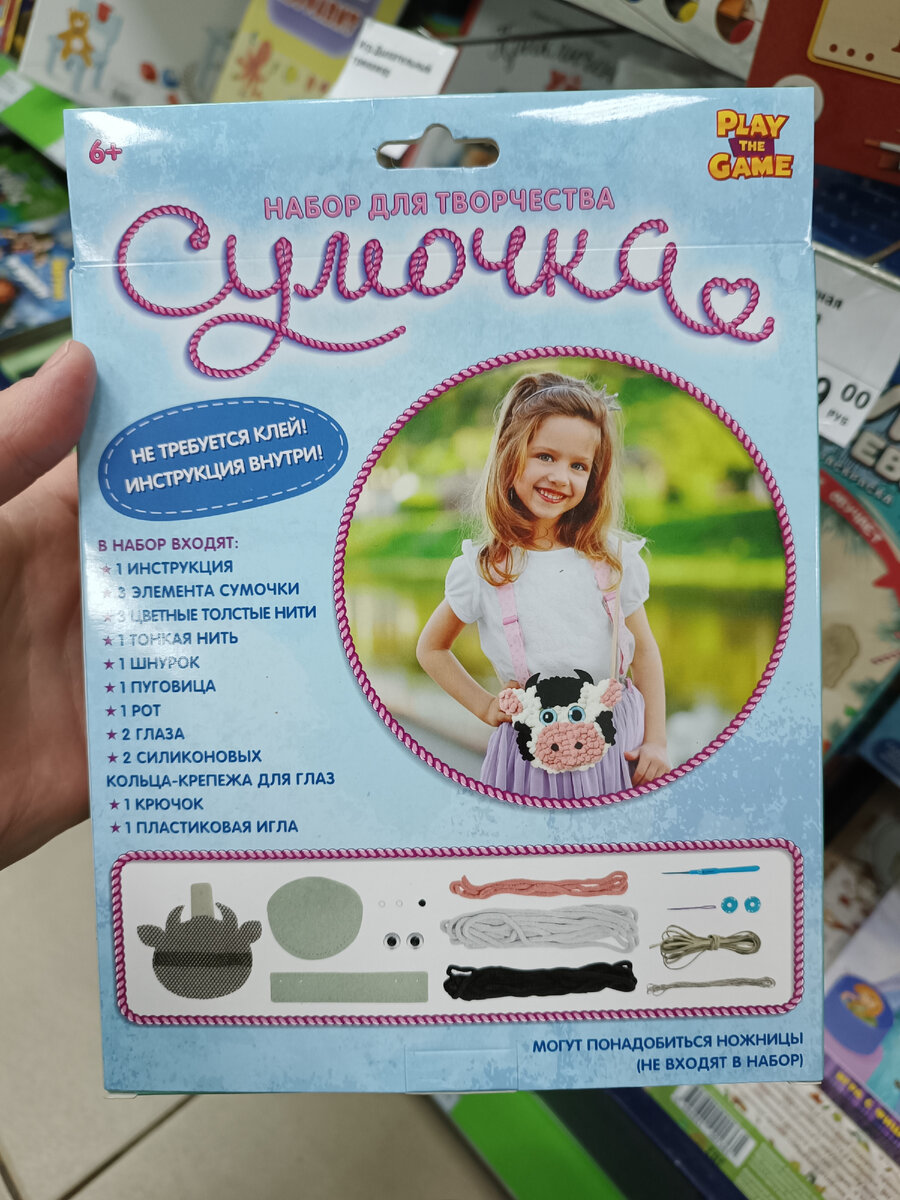 6+
PLAY
THE
GAME
НАБОР ДЛЯ ТВОРЧЕСТВА
Сумочка
НЕ ТРЕБУЕТСЯ КЛЕЙ!
ИНСТРУКЦИЯ ВНУТРИ!
В НАБОР ВХОДЯТ:
★ 1 ИНСТРУКЦИЯ
★ 3 ЭЛЕМЕНТА СУМОЧКИ
★ 3 ЦВЕТНЫЕ ТОЛСТЫЕ НИТИ
★ 1 ТОНКАЯ НИТЬ
★ 1 ШНУРОК
★ 1 ПУГОВИЦА
★ 1 РОТ
★ 2 ГЛАЗА
★ 2 СИЛИКОНОВЫХ
КОЛЬЦА-КРЕПЕЖА ДЛЯ ГЛАЗ
★ 1 КРЮЧОК
★ 1 ПЛАСТИКОВАЯ ИГЛА
МОГУТ ПОНАДОБИТЬСЯ НОЖНИЦЫ
(НЕ ВХОДЯТ В НАБОР)
00
РУБ